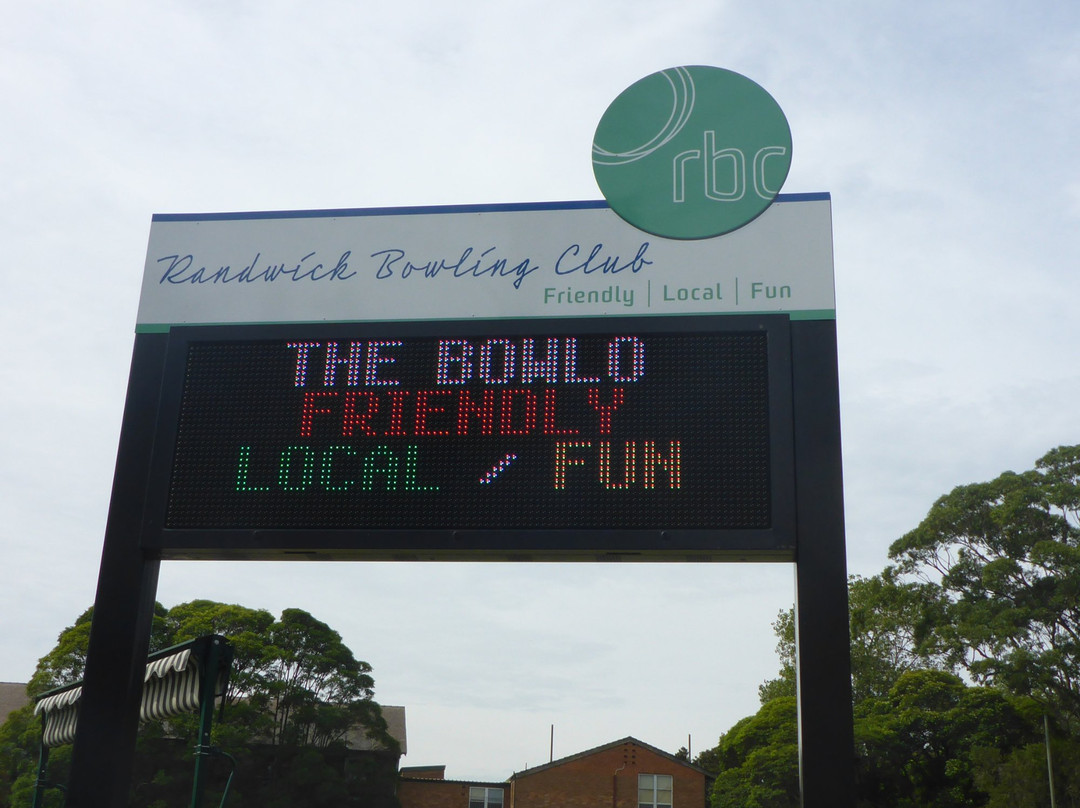 rbc
Randwick Bowling Club
Friendly | Local | Fun
THE BOWLO
FRIENDLY
LOCAL / FUN